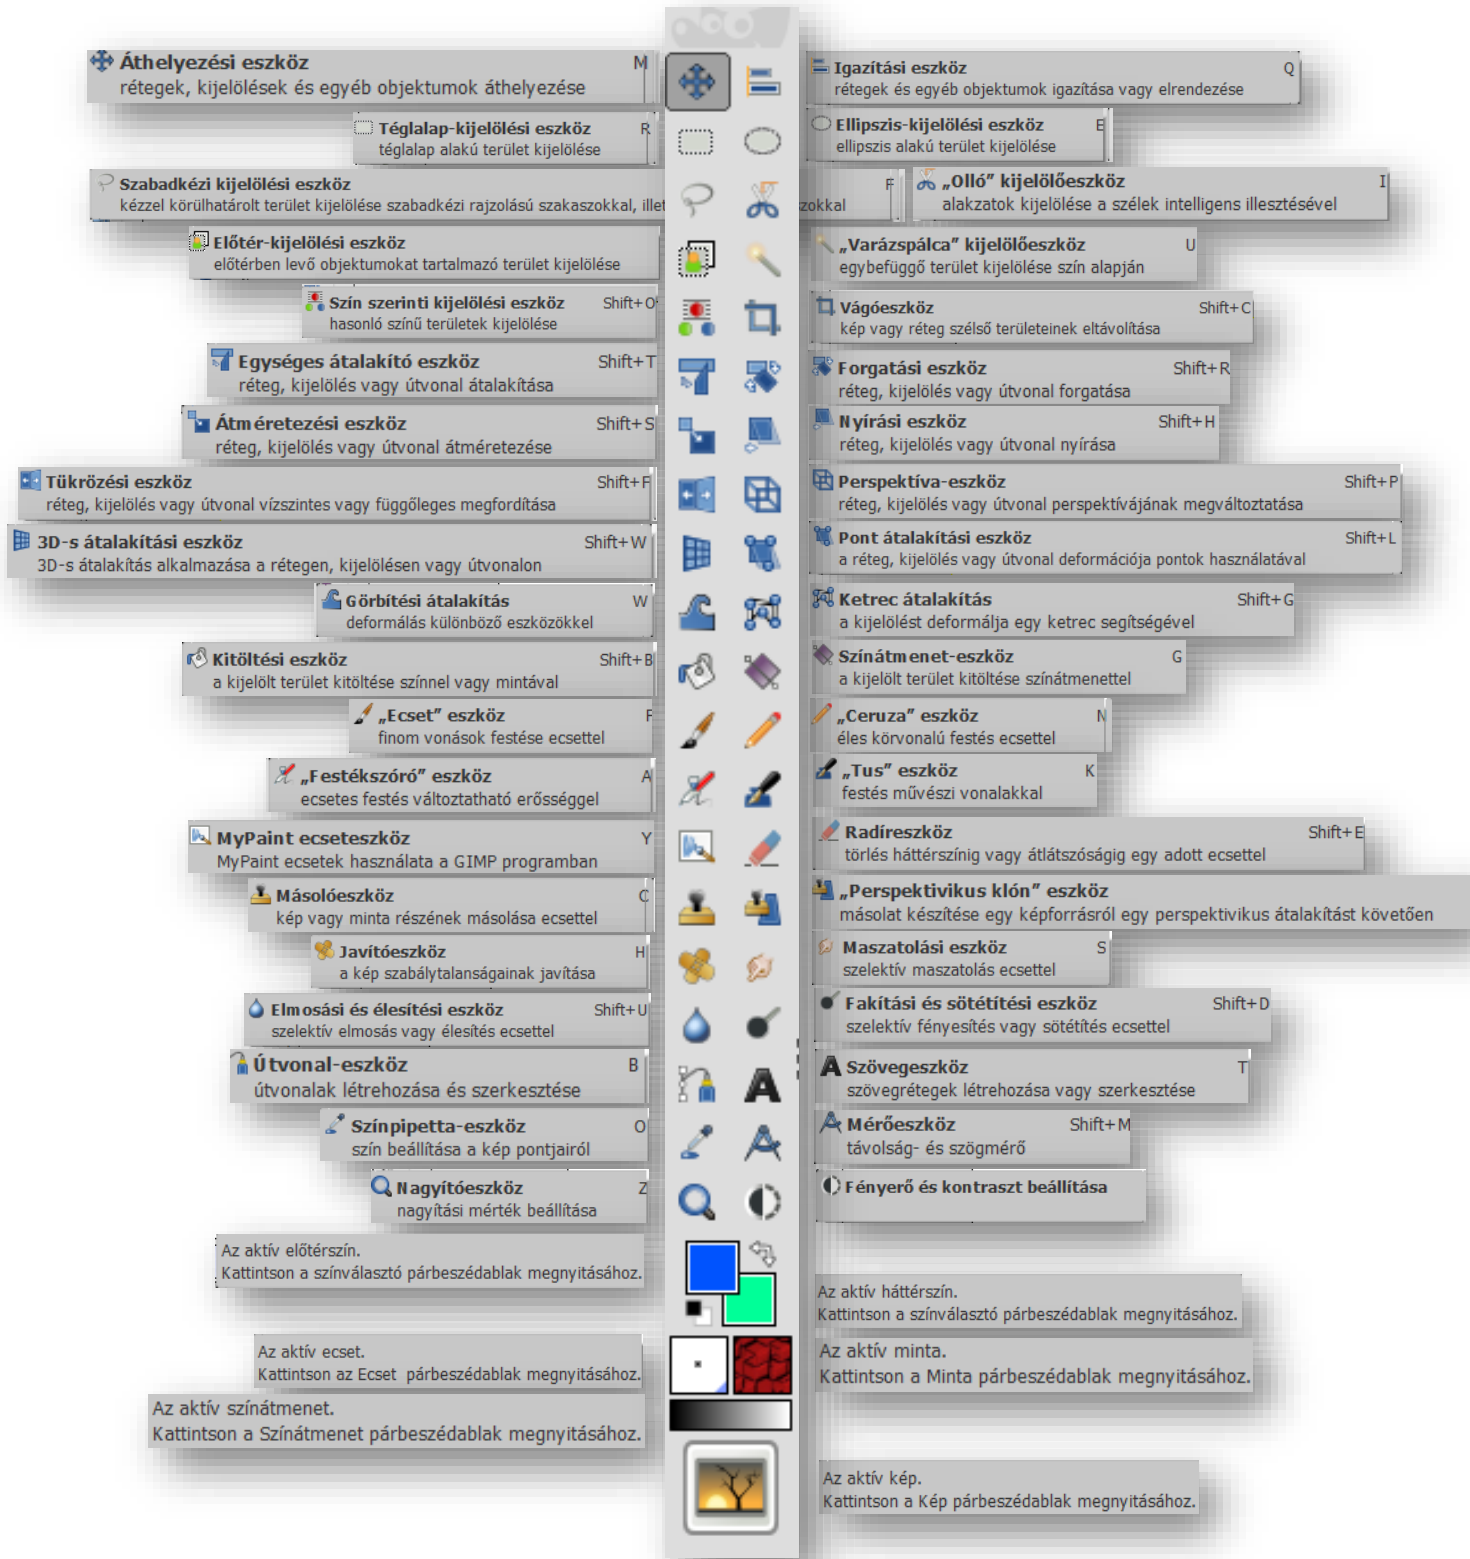 Áthelyezési eszköz M
rétegek, kijelölések és egyéb objektumok áthelyezése
Igazítási eszköz Q
rétegek és egyéb objektumok igazítása vagy elrendezése
Téglalap-kijelölési eszköz R
téglalap alakú terület kijelölése
Ellipszis-kijelölési eszköz E
ellipszis alakú terület kijelölése
Szabadkézi kijelölési eszköz F
kézzel körülhatárolt terület kijelölése szabadkézi rajzolású szakaszokkal, illet zokkal
„Olló” kijelölőeszköz I
alakzatok kijelölése a szélek intelligens illesztésével
Előtér-kijelölési eszköz
előtérben levő objektumokat tartalmazó terület kijelölése
„Varázspálca” kijelölőeszköz U
egybefüggő terület kijelölése szín alapján
Szín szerinti kijelölési eszköz Shift+O
hasonló színű területek kijelölése
Vágóeszköz Shift+C
kép vagy réteg szélső területeinek eltávolítása
Egységes átalakító eszköz Shift+T
réteg, kijelölés vagy útvonal átalakítása
Forgatási eszköz Shift+R
réteg, kijelölés vagy útvonal forgatása
Átméretezési eszköz Shift+S
réteg, kijelölés vagy útvonal átméretezése
Nyírási eszköz Shift+H
réteg, kijelölés vagy útvonal nyírása
Tükrözési eszköz Shift+F
réteg, kijelölés vagy útvonal vízszintes vagy függőleges megfordítása
Perspektíva-eszköz Shift+P
réteg, kijelölés vagy útvonal perspektívájának megváltoztatása
3D-s átalakítási eszköz Shift+W
3D-s átalakítás alkalmazása a rétegen, kijelölésen vagy útvonalon
Pont átalakítási eszköz Shift+L
a réteg, kijelölés vagy útvonal deformációja pontok használatával
Görbítési átalakítás W
deformálás különböző eszközökkel
Ketrec átalakítás Shift+G
a kijelölést deformálja egy ketrec segítségével
Kitöltési eszköz Shift+B
a kijelölt terület kitöltése színnel vagy mintával
Színátmenet-eszköz G
a kijelölt terület kitöltése színátmenettel
„Ecset” eszköz
finom vonások festése ecsettel
„Ceruza” eszköz N
éles körvonalú festés ecsettel
„Festékszóró” eszköz A
ecsetes festés változtatható erősséggel
„Tus” eszköz K
festés művészi vonalakkal
MyPaint ecseteszköz Y
MyPaint ecsetek használata a GIMP programban
Radíreszköz Shift+E
törlés háttérszínig vagy átlátszóságig egy adott ecsettel
Másolóeszköz C
kép vagy minta részének másolása ecsettel
„Perspektivikus klón” eszköz
másolat készítése egy képforrásról egy perspektivikus átalakítást követően
Javítóeszköz H
a kép szabálytalanságainak javítása
Maszatolási eszköz S
szelektív maszatolás ecsettel
Elmosási és élesítési eszköz Shift+U
szelektív elmosás vagy élesítés ecsettel
Fakítási és sötétítési eszköz Shift+D
szelektív fényesítés vagy sötétítés ecsettel
Útvonal-eszköz B
útvonalak létrehozása és szerkesztése
Szövegeszköz T
szövegrétegek létrehozása vagy szerkesztése
Színpipetta-eszköz O
szín beállítása a kép pontjairól
Mérőeszköz Shift+M
távolság- és szögmérő
Nagyítóeszköz Z
nagyítási mérték beállítása
Fényerő és kontraszt beállítása
Az aktív előtérszín.
Kattintson a színválasztó párbeszédablak megnyitásához.
Az aktív háttérszín.
Kattintson a színválasztó párbeszédablak megnyitásához.
Az aktív ecset.
Kattintson az Ecset párbeszédablak megnyitásához.
Az aktív minta.
Kattintson a Minta párbeszédablak megnyitásához.
Az aktív színátmenet.
Kattintson a Színátmenet párbeszédablak megnyitásához.
Az aktív kép.
Kattintson a Kép párbeszédablak megnyitásához.